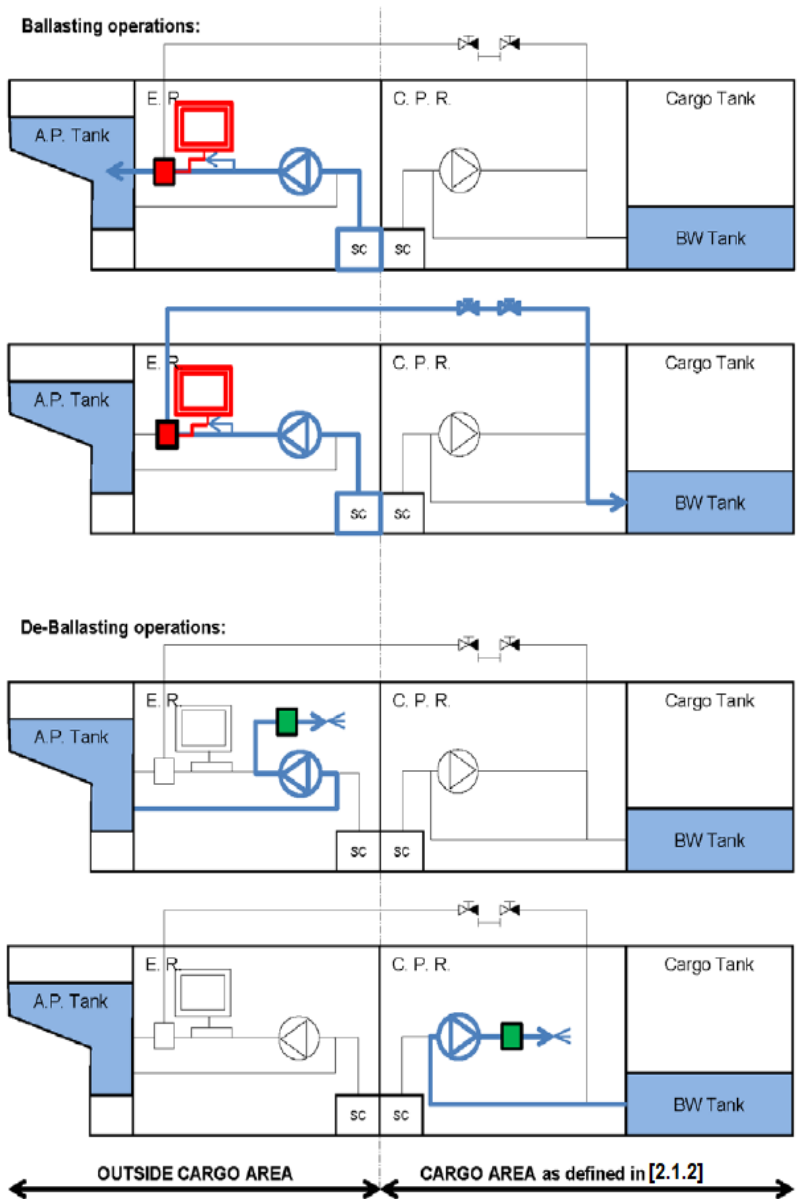 Ballasting operations:
E. R.
C. P. R.
Cargo Tank
A.P. Tank
BW Tank
sc
sc
E. R.
C. P. R.
Cargo Tank
A.P. Tank
BW Tank
sc
sc
De-Ballasting operations:
E. R.
C. P. R.
Cargo Tank
A.P. Tank
BW Tank
sc
sc
E. R.
C. P. R.
Cargo Tank
A.P. Tank
BW Tank
sc
sc
OUTSIDE CARGO AREA
CARGO AREA as defined in [2.1.2]